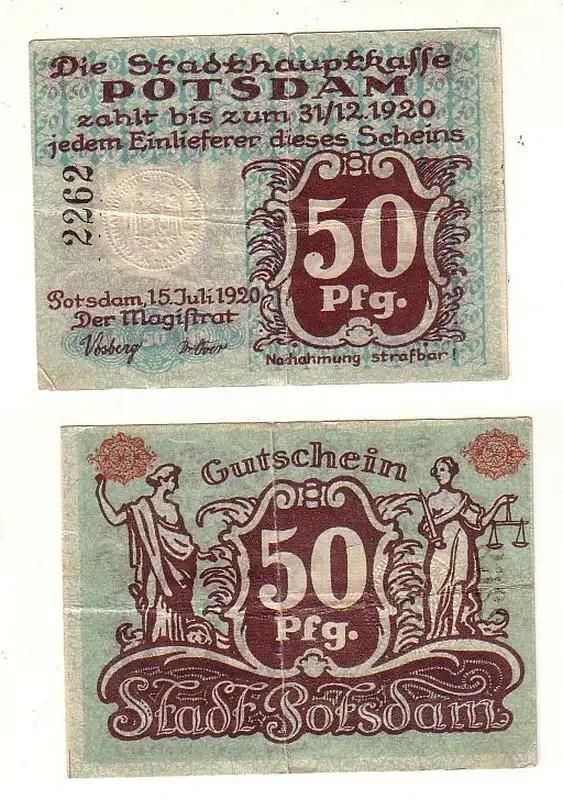 Die Stadthauptkasse
POTSDAM
zahlt bis zum 31/12.1920
jedem Einlieferer dieses Scheins
2262
50
Pfg.
Potsdam, 15. Juli 1920
Der Magistrat
Vosberg
Nachahmung strafbar!
Gutschein
50
Pfg.
Stadt Potsdam